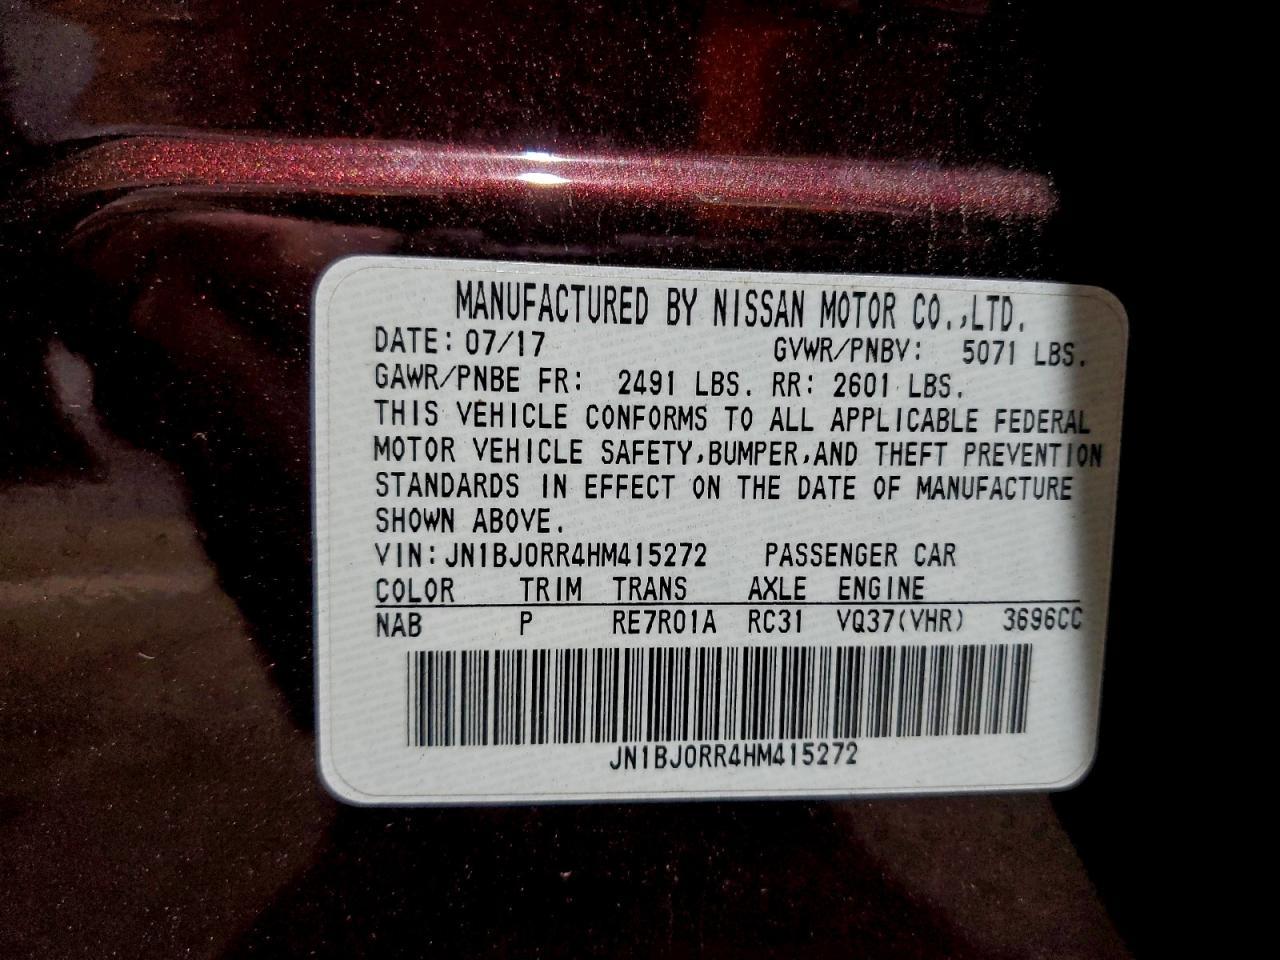 MANUFACTURED BY NISSAN MOTOR CO.,LTD.
DATE: 07/17 GVWR/PNBV: 5071 LBS.
GAWR/PNBE FR: 2491 LBS. RR: 2601 LBS.
THIS VEHICLE CONFORMS TO ALL APPLICABLE FEDERAL
MOTOR VEHICLE SAFETY,BUMPER,AND THEFT PREVENTION
STANDARDS IN EFFECT ON THE DATE OF MANUFACTURE
SHOWN ABOVE.
VIN:JN1BJ0RR4HM415272 PASSENGER CAR
COLOR TRIM TRANS AXLE ENGINE
NAB P RE7R01A RC31 VQ37(VHR) 3696CC
JN1BJ0RR4HM415272